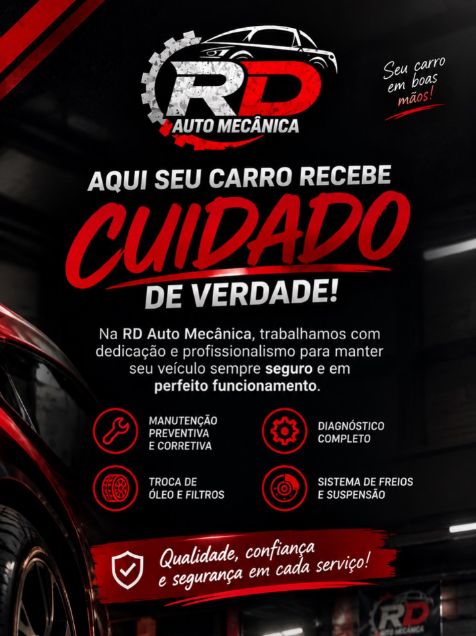 RD
AUTO MECÂNICA
Seu carro
em boas
mãos!
AQUI SEU CARRO RECEBE
CUIDADO
DE VERDADE!
Na RD Auto Mecânica, trabalhamos com
dedicação e profissionalismo para manter
seu veículo sempre seguro e em
perfeito funcionamento.
MANUTENÇÃO
PREVENTIVA
E CORRETIVA
DIAGNÓSTICO
COMPLETO
TROCA DE
ÓLEO E FILTROS
SISTEMA DE FREIOS
E SUSPENSÃO
Qualidade, confiança
e segurança em cada serviço!
RD
AUTO MECÂNICA